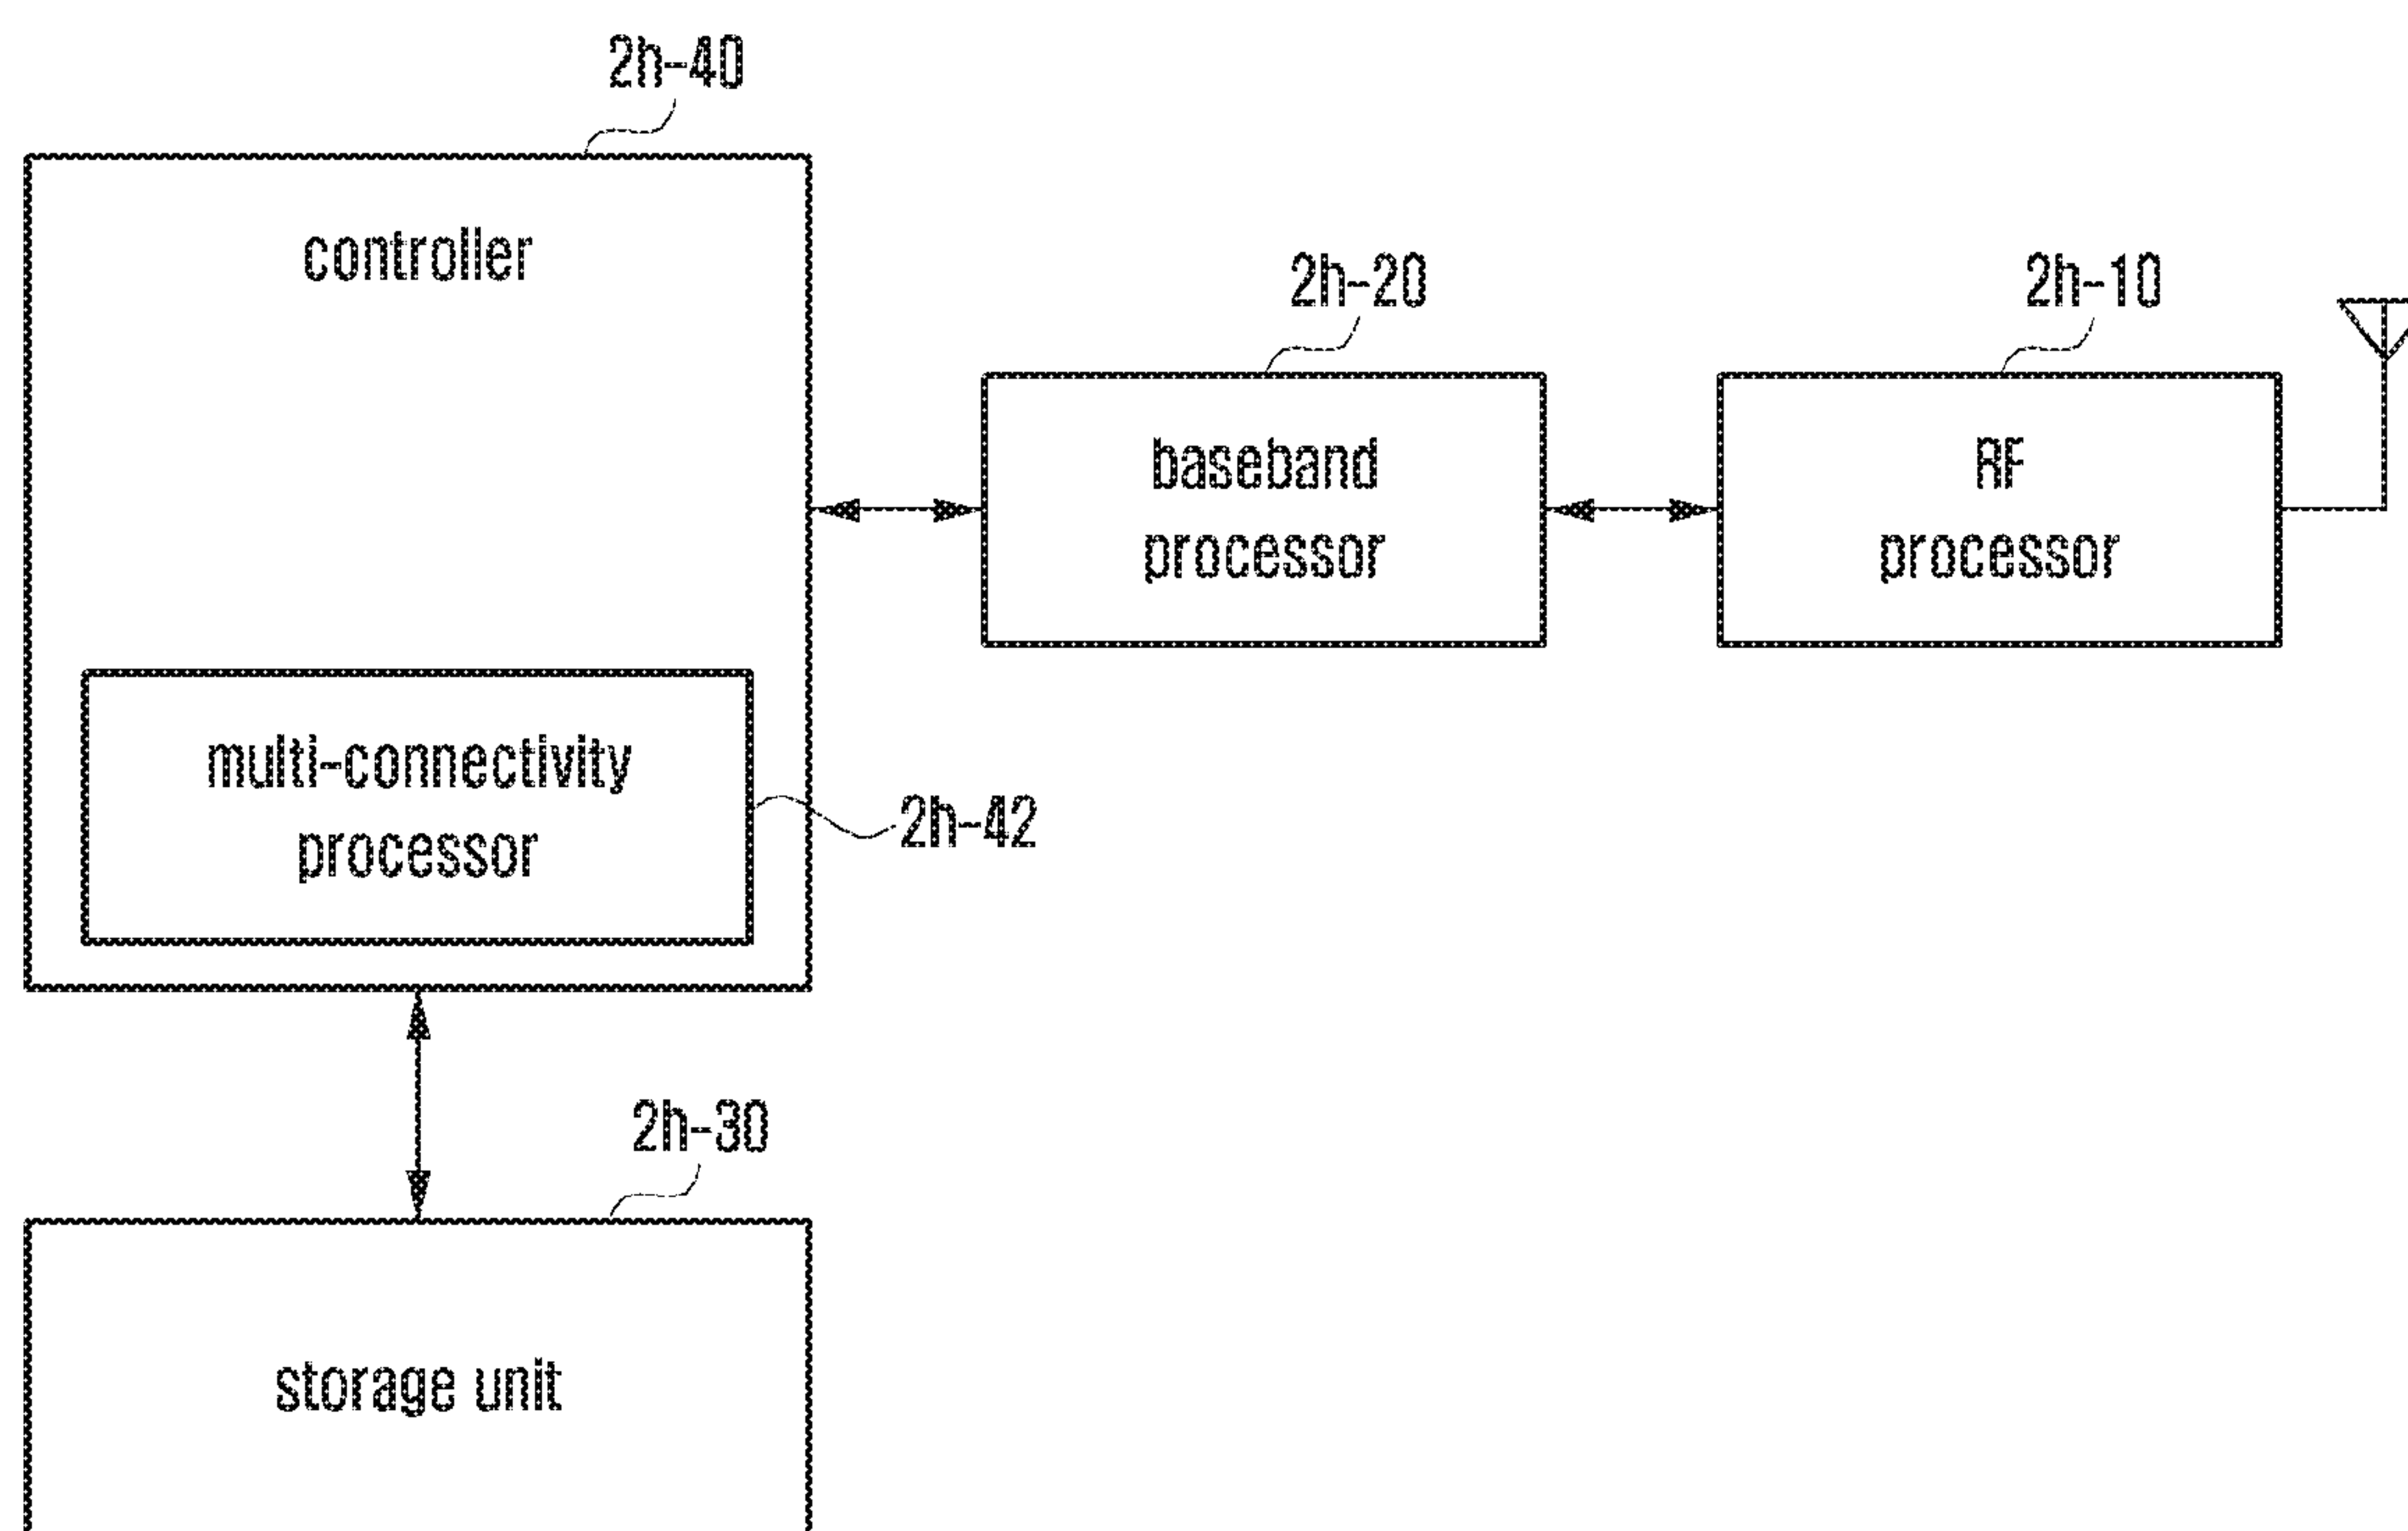 2h-40
controller
2h-20
2h-10
baseband
processor
RF
processor
multi-connectivity
processor
2h-42
2h-30
storage unit